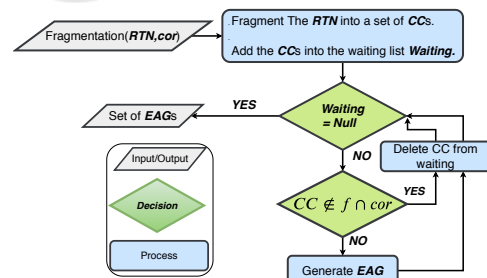 Fragmentation(RTN,cor)
Fragment The RTN into a set of CCs.
Add the CCs into the waiting list Waiting.
Set of EAGs
YES
Waiting
= Null
NO
Delete CC from
waiting
Input/Output
Decision
Process
CC ∉ f ∩ cor
YES
NO
Generate EAG